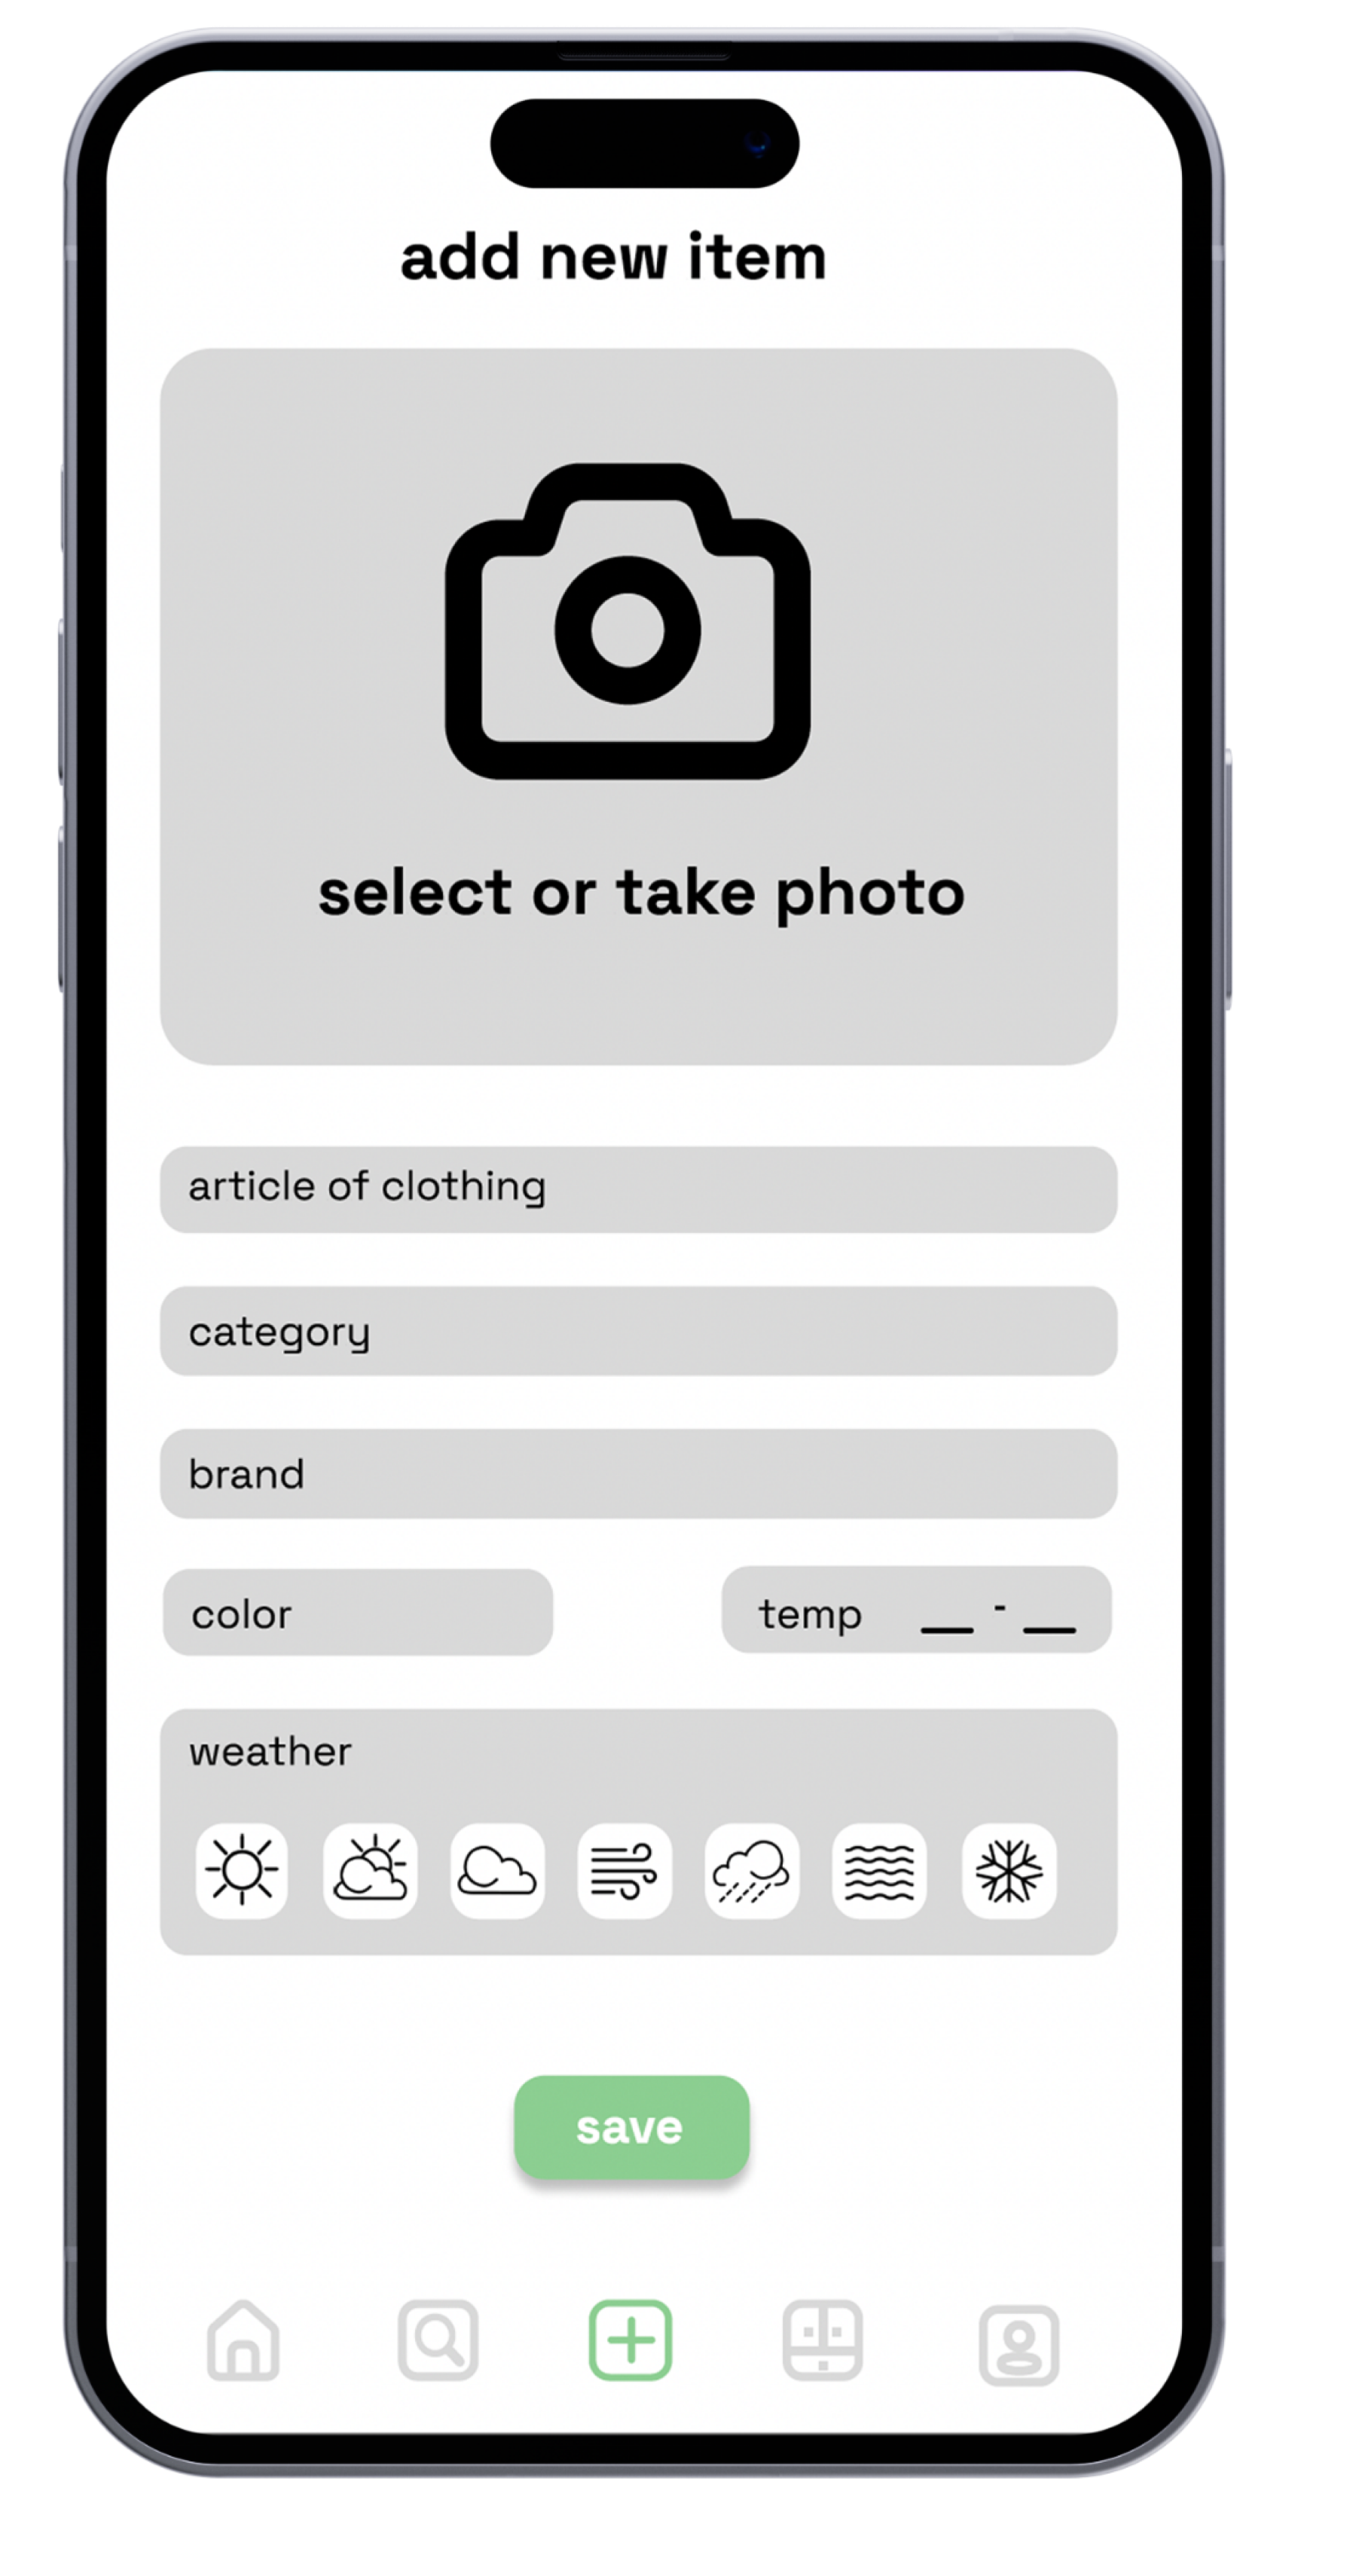 add new item
select or take photo
article of clothing
category
brand
color
temp __ - __
weather
save